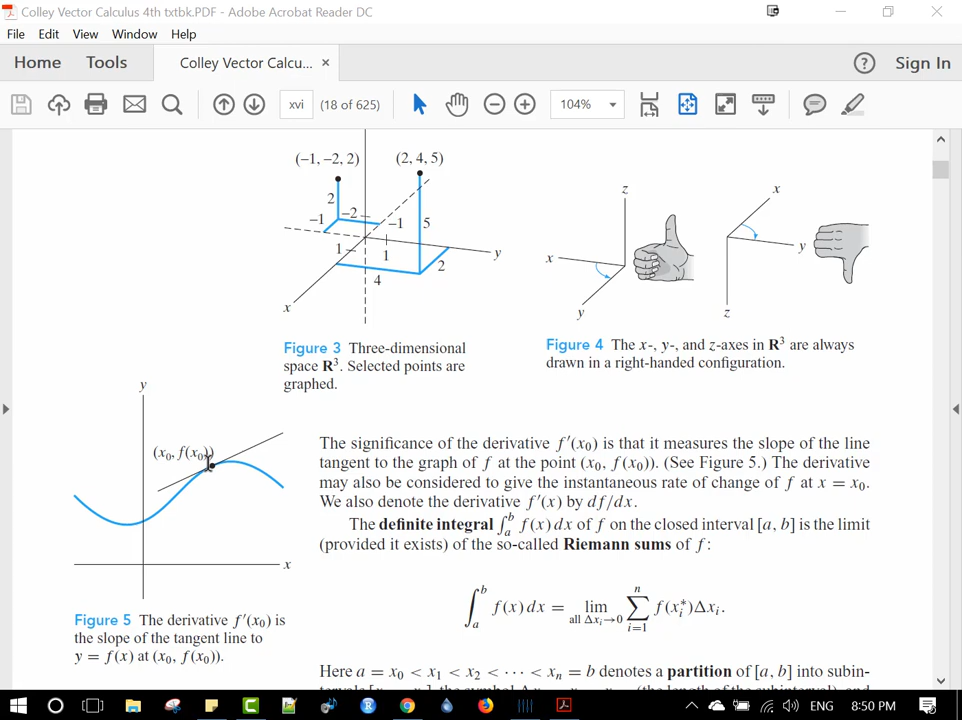 Colley Vector Calculus 4th txtbk.PDF - Adobe Acrobat Reader DC
File Edit View Window Help
Home Tools Colley Vector Calcu... × ? Sign In
xvi (18 of 625) 104%
(−1, −2, 2) (2, 4, 5)
2
−1 −2 −1 5
1 1
4 2
y
x
Figure 3 Three-dimensional
space R³. Selected points are
graphed.
z
x
y
x
y
z
Figure 4 The x-, y-, and z-axes in R³ are always
drawn in a right-handed configuration.
y
(x₀, f(x₀))
x
Figure 5 The derivative f′(x₀) is
the slope of the tangent line to
y = f(x) at (x₀, f(x₀)).
The significance of the derivative f′(x₀) is that it measures the slope of the line
tangent to the graph of f at the point (x₀, f(x₀)). (See Figure 5.) The derivative
may also be considered to give the instantaneous rate of change of f at x = x₀.
We also denote the derivative f′(x) by df/dx.
The definite integral ∫ₐᵇ f(x) dx of f on the closed interval [a, b] is the limit
(provided it exists) of the so-called Riemann sums of f:
∫ₐᵇ f(x) dx = lim all Δxᵢ→0 ∑ i=1 n f(xᵢ*)Δxᵢ.
Here a = x₀ < x₁ < x₂ < ⋯ < xₙ = b denotes a partition of [a, b] into subin-
ENG 8:50 PM